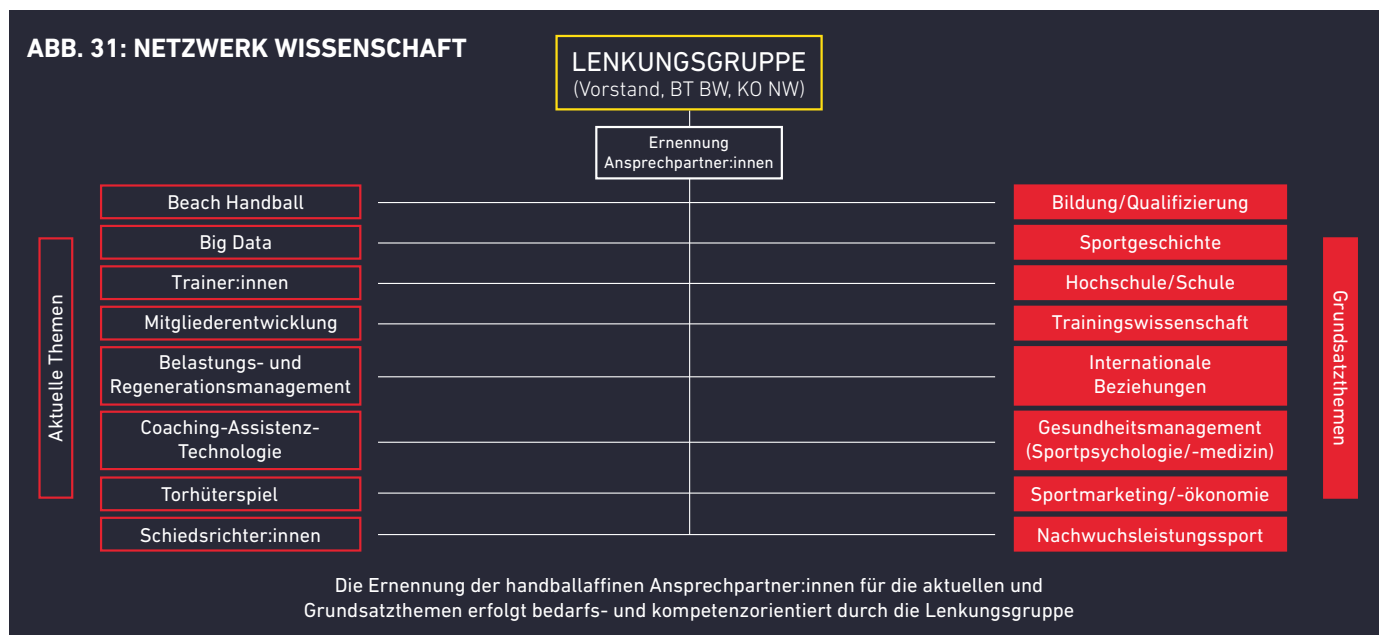 ABB. 31: NETZWERK WISSENSCHAFT
LENKUNGSGRUPPE
(Vorstand, BT BW, KO NW)
Ernennung
Ansprechpartner:innen
Aktuelle Themen
Beach Handball
Big Data
Trainer:innen
Mitgliederentwicklung
Belastungs- und
Regenerationsmanagement
Coaching-Assistenz-
Technologie
Torhüterspiel
Schiedsrichter:innen
Bildung/Qualifizierung
Sportgeschichte
Hochschule/Schule
Trainingswissenschaft
Internationale
Beziehungen
Gesundheitsmanagement
(Sportpsychologie/-medizin)
Sportmarketing/-ökonomie
Nachwuchsleistungssport
Grundsatzthemen
Die Ernennung der handballaffinen Ansprechpartner:innen für die aktuellen und
Grundsatzthemen erfolgt bedarfs- und kompetenzorientiert durch die Lenkungsgruppe